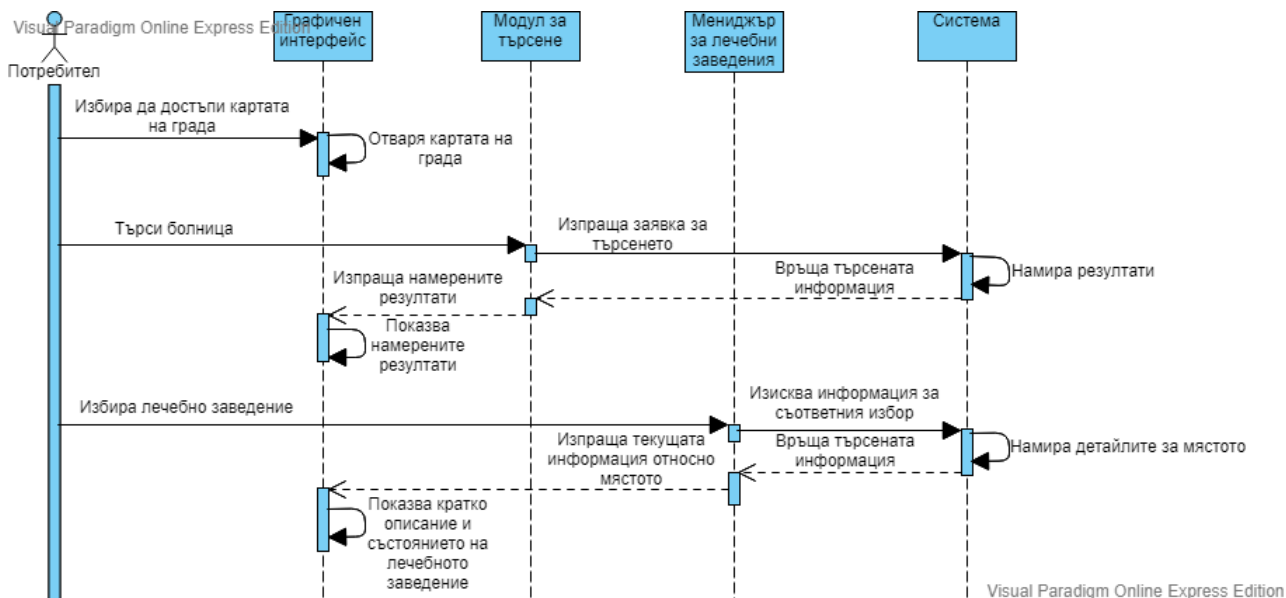 Visual Paradigm Online Express Edition
Потребител
Графичен
интерфейс
Модул за
търсене
Мениджър
за лечебни
заведения
Система
Избира да достъпи картата
на града
Отваря картата на
града
Търси болница
Изпраща заявка за
търсенето
Намира резултати
Връща търсената
информация
Изпраща намерените
резултати
Показва
намерените
резултати
Избира лечебно заведение
Изисква информация за
съответния избор
Намира детайлите за мястото
Връща търсената
информация
Изпраща текущата
информация относно
мястото
Показва кратко
описание и
състоянието на
лечебното
заведение
Visual Paradigm Online Express Edition